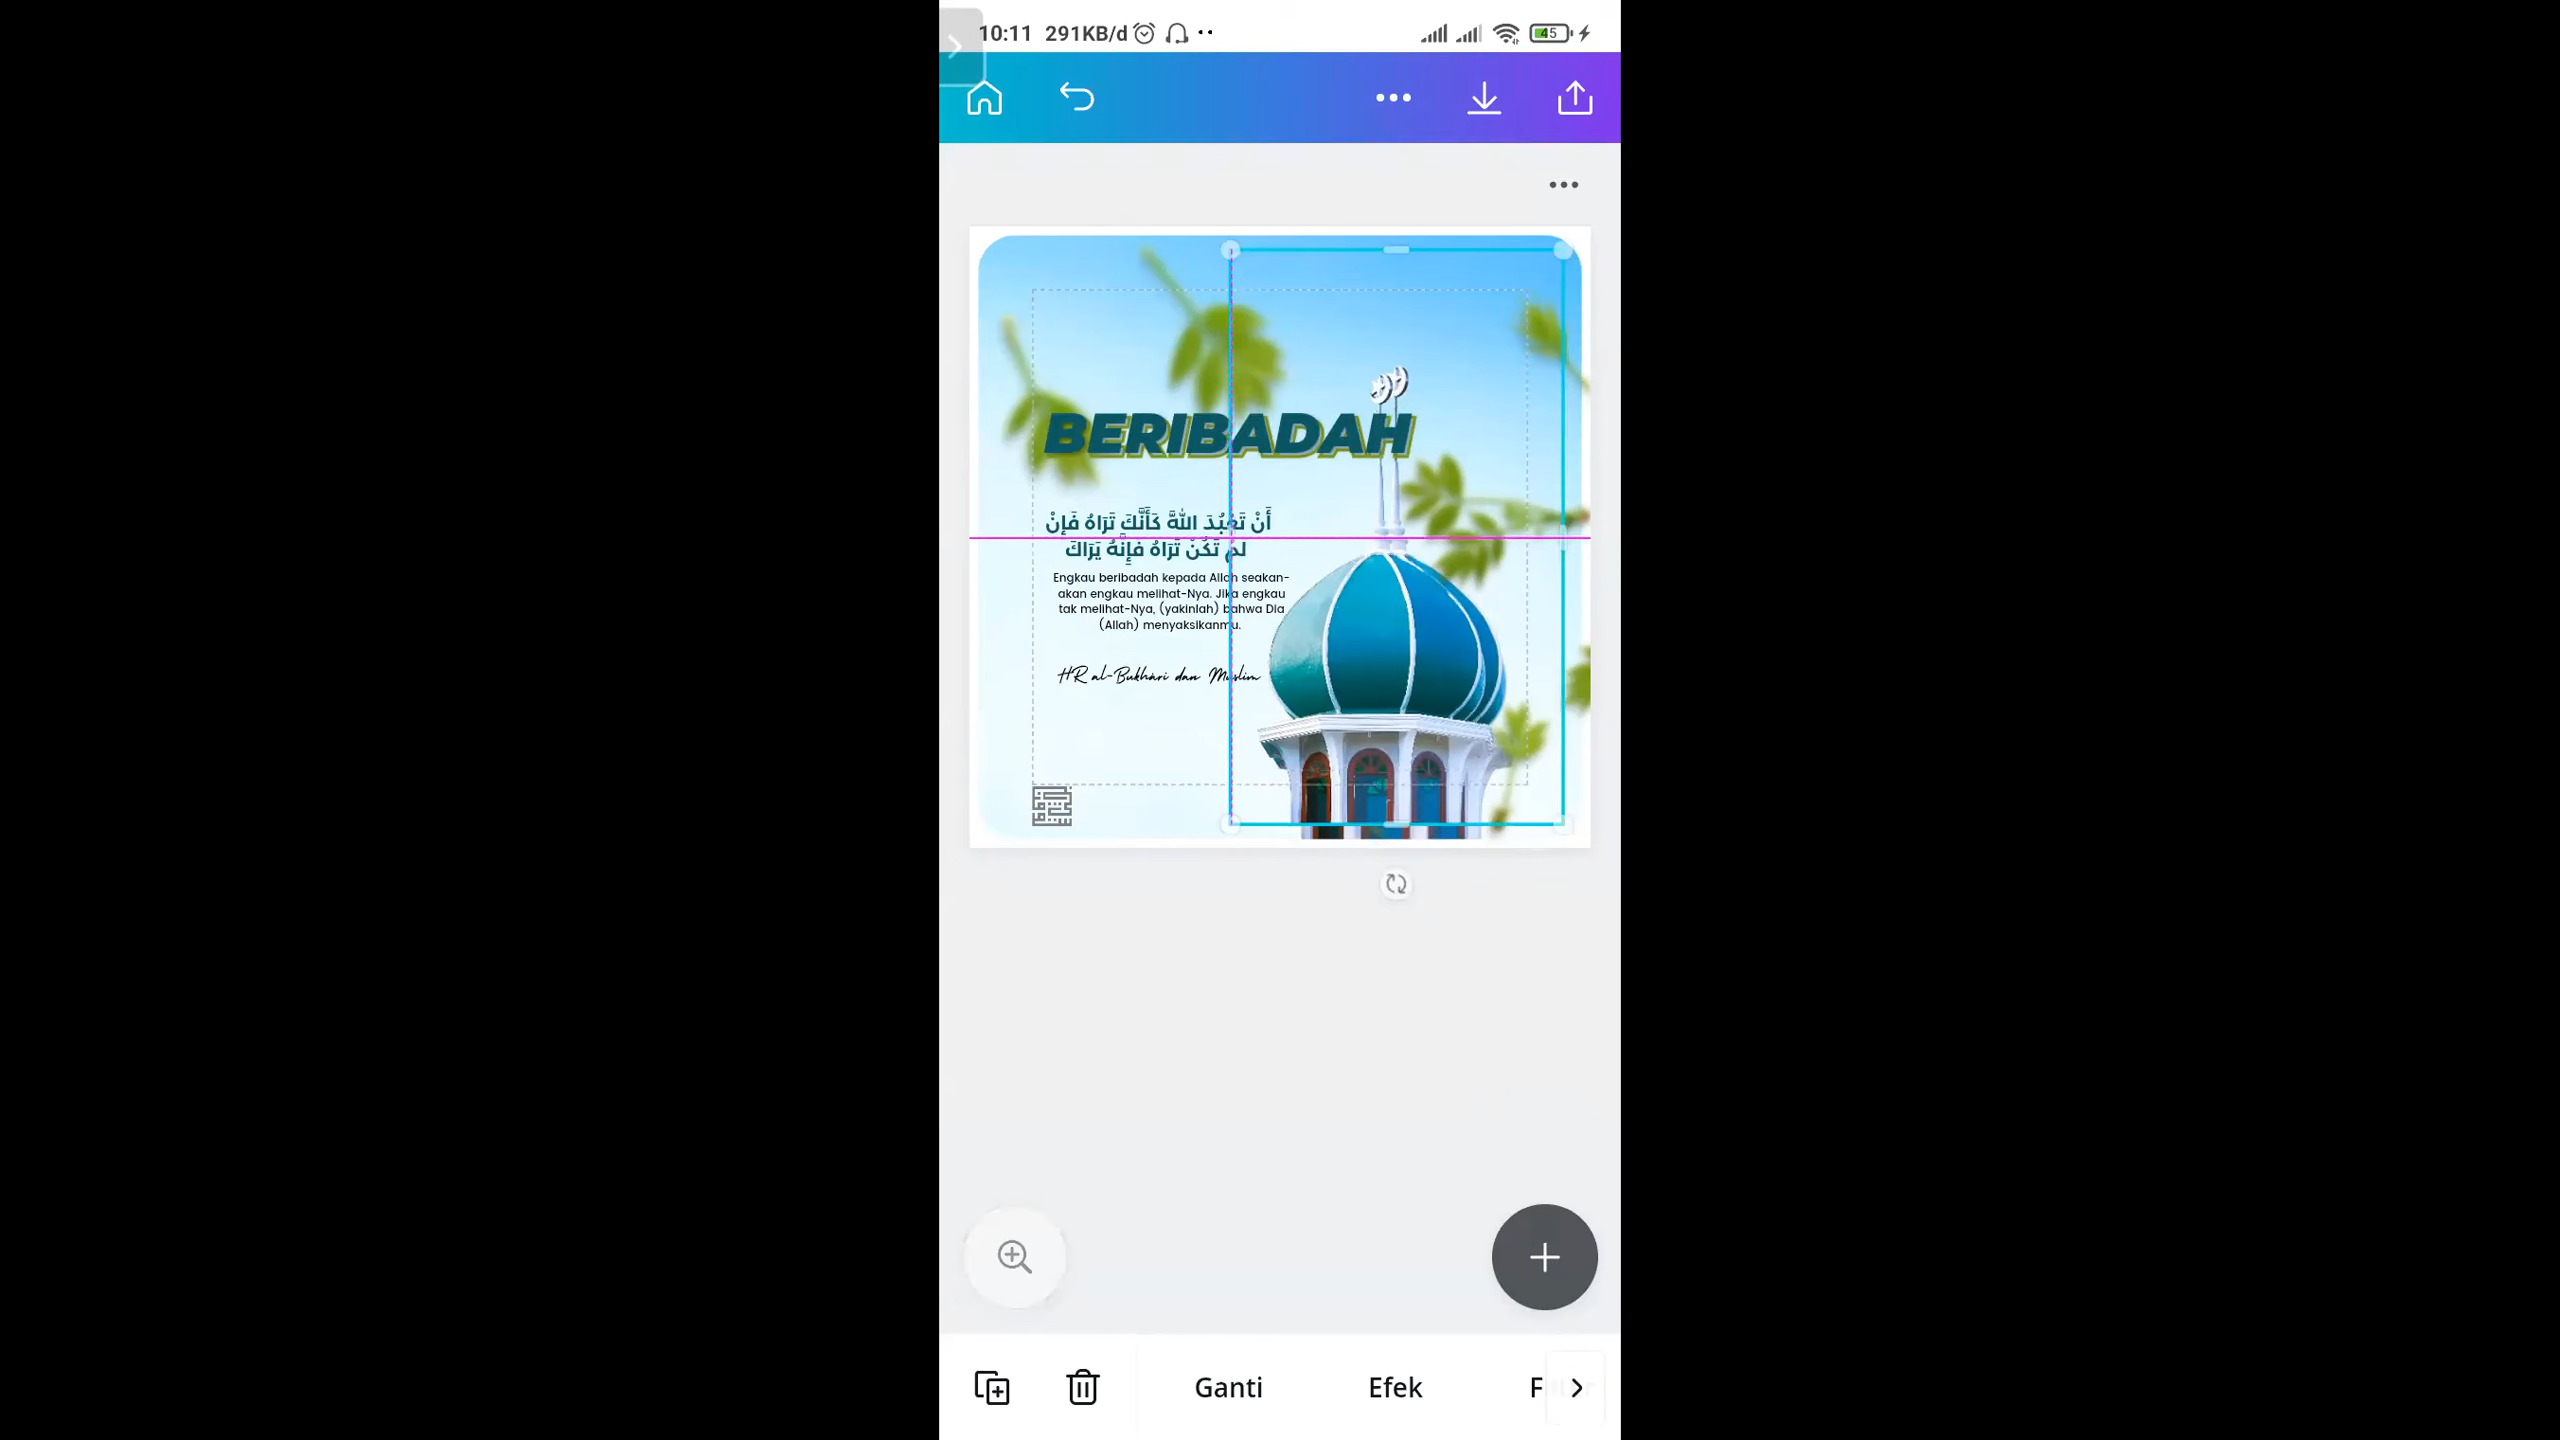 10:11 291KB/d 45
BERIBADAH
أَنْ تَعْبُدَ اللَّهَ كَأَنَّكَ تَرَاهُ فَإِنْ
لَمْ تَكُنْ تَرَاهُ فَإِنَّهُ يَرَاكَ
Engkau beribadah kepada Allah seakan-
akan engkau melihat-Nya. Jika engkau
tak melihat-Nya, (yakinlah) bahwa Dia
(Allah) menyaksikanmu.
HR al-Bukhari dan Muslim
Ganti Efek